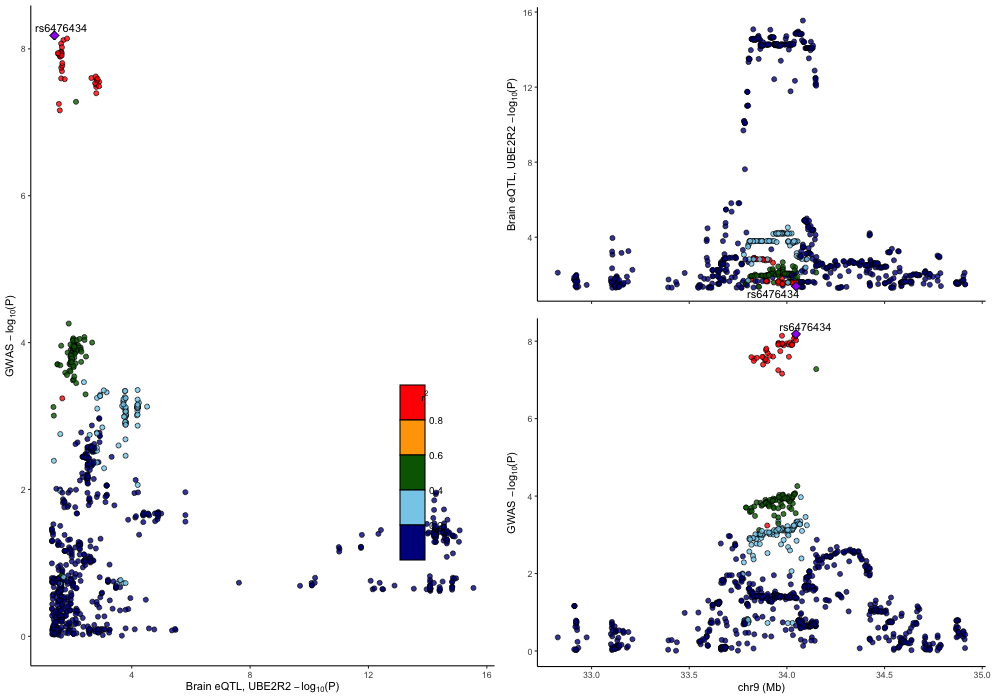 rs6476434
8
6
4
2
0
GWAS −log10(P)
4
8
12
16
Brain eQTL, UBE2R2 −log10(P)
r2
0.8
0.6
0.4
16
12
8
4
Brain eQTL, UBE2R2 −log10(P)
rs6476434
rs6476434
8
6
4
2
0
GWAS −log10(P)
33.0
33.5
34.0
34.5
35.0
chr9 (Mb)